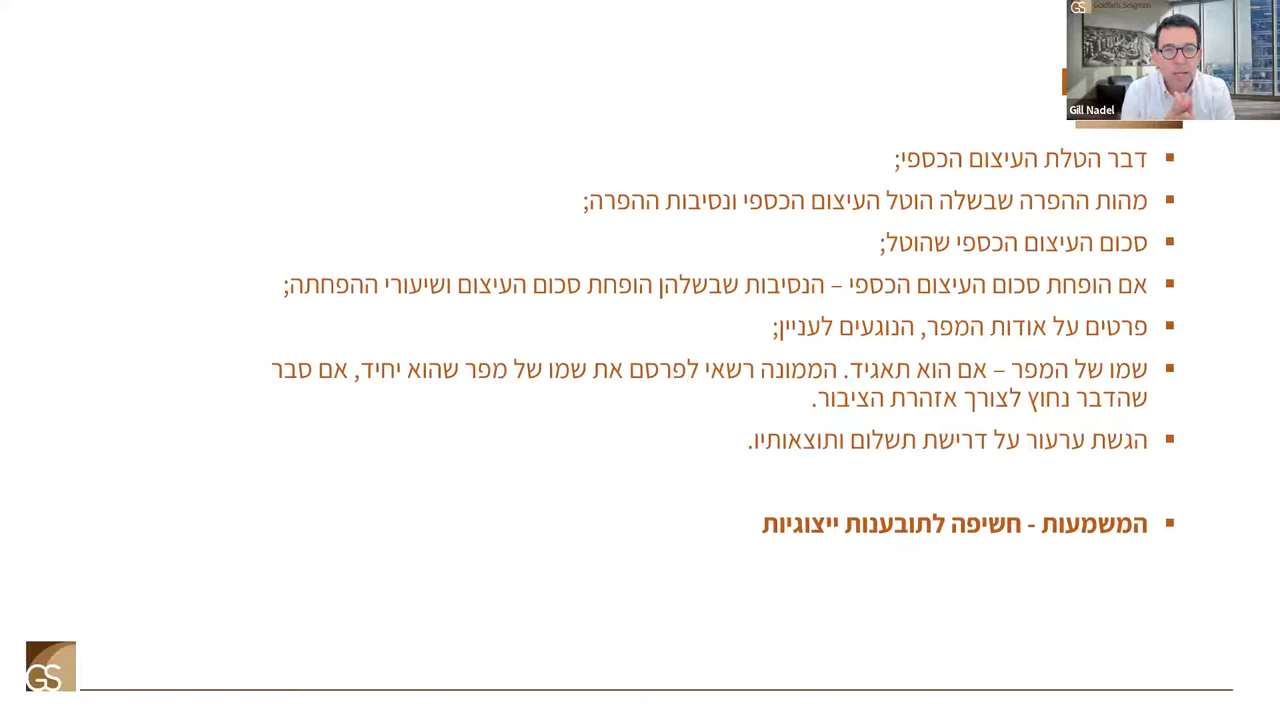 GS Goldfarb Seligman
Gill Nadel
דבר הטלת העיצום הכספי;
מהות ההפרה שבשלה הוטל העיצום הכספי ונסיבות ההפרה;
סכום העיצום הכספי שהוטל;
אם הופחת סכום העיצום הכספי – הנסיבות שבשלהן הופחת סכום העיצום ושיעורי ההפחתה;
פרטים על אודות המפר, הנוגעים לעניין;
שמו של המפר – אם הוא תאגיד. הממונה רשאי לפרסם את שמו של מפר שהוא יחיד, אם סבר
שהדבר נחוץ לצורך אזהרת הציבור.
הגשת ערעור על דרישת תשלום ותוצאותיו.
המשמעות - חשיפה לתובענות ייצוגיות
GS